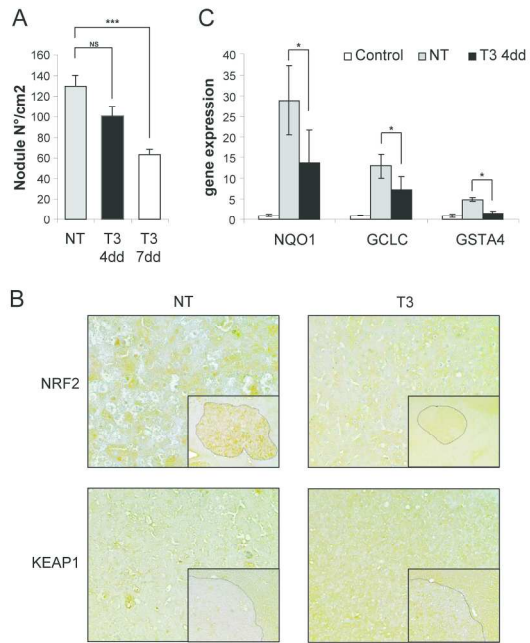 A
***
NS
Nodule N°/cm2
160
140
120
100
80
60
40
20
0
NT
T3 4dd
T3 7dd
C
Control
NT
T3 4dd
gene expression
40
35
30
25
20
15
10
5
0
*
*
*
NQO1
GCLC
GSTA4
B
NT
T3
NRF2
KEAP1